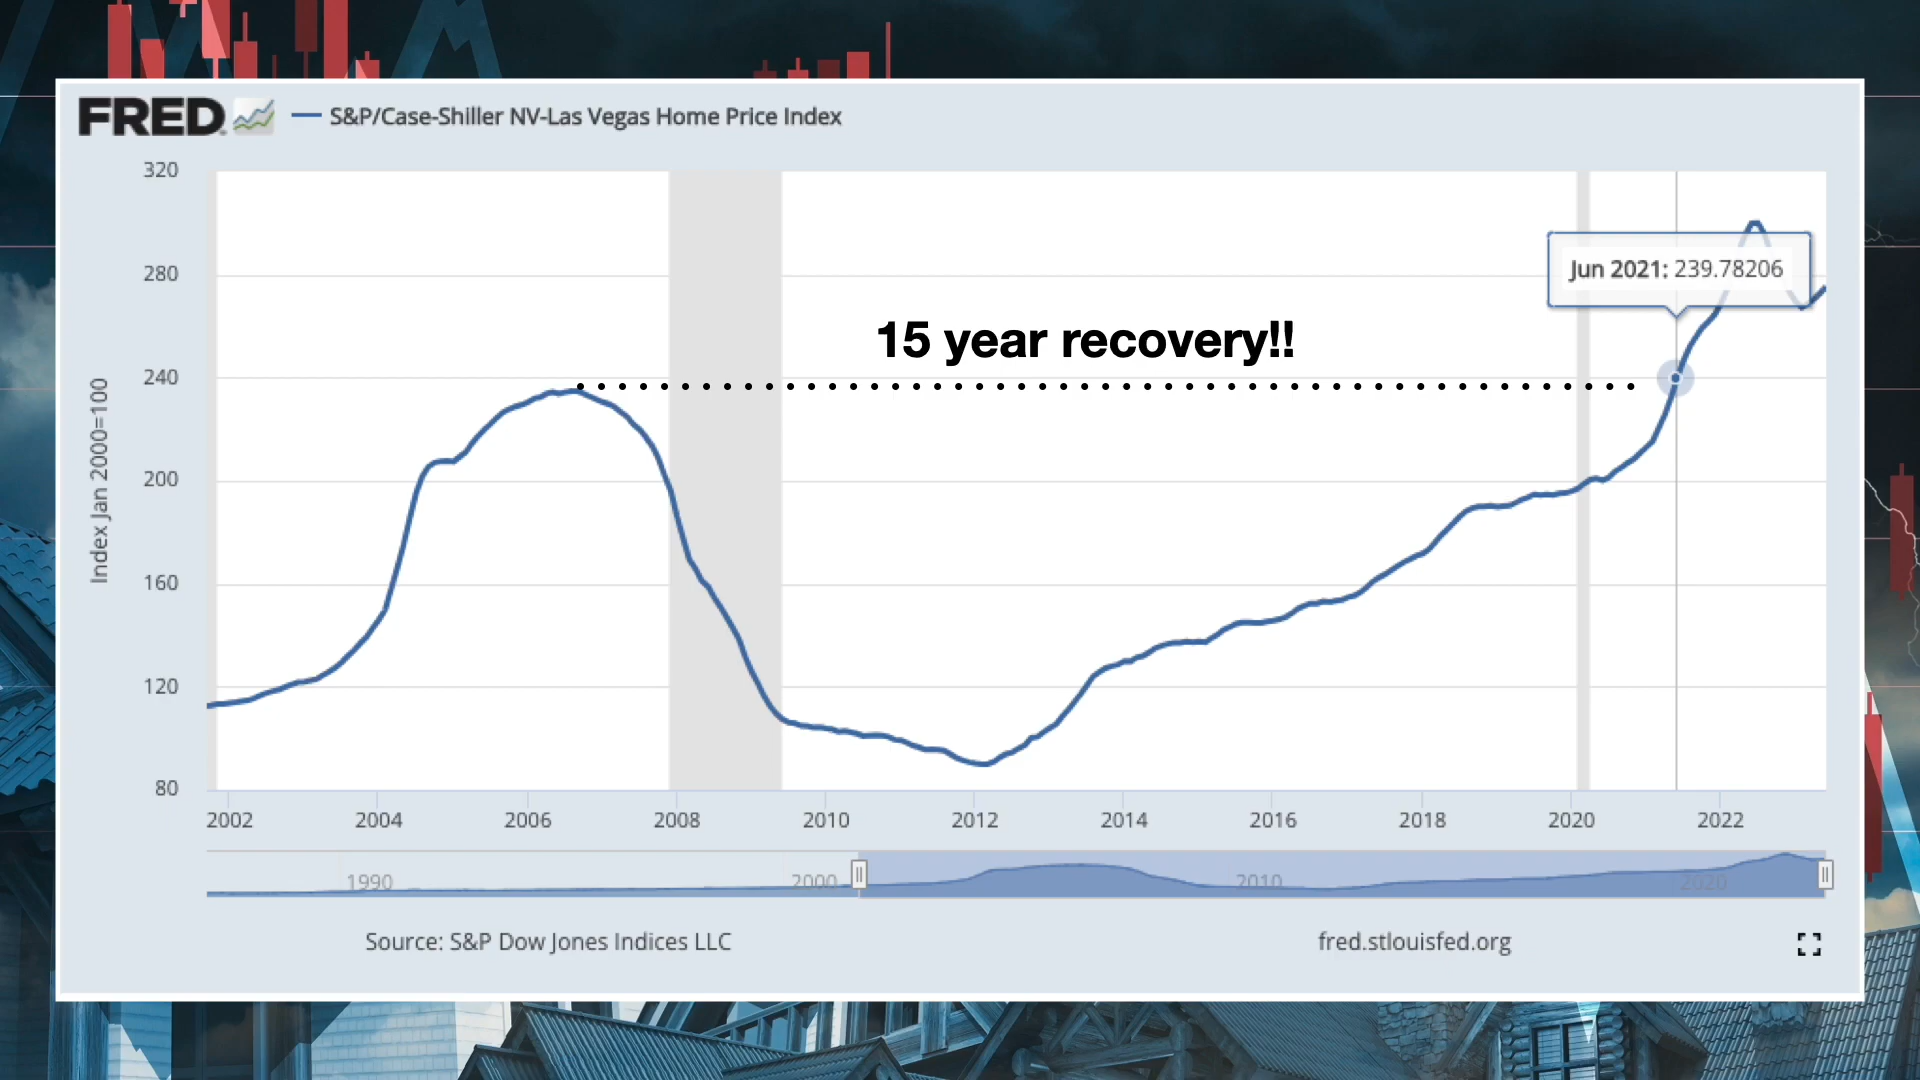 FRED
S&P/Case-Shiller NV-Las Vegas Home Price Index
320
280
240
200
160
120
80
Index Jan 2000=100
Jun 2021: 239.78206
15 year recovery!!
2002 2004 2006 2008 2010 2012 2014 2016 2018 2020 2022
1990 2000 2010 2020
Source: S&P Dow Jones Indices LLC
fred.stlouisfed.org